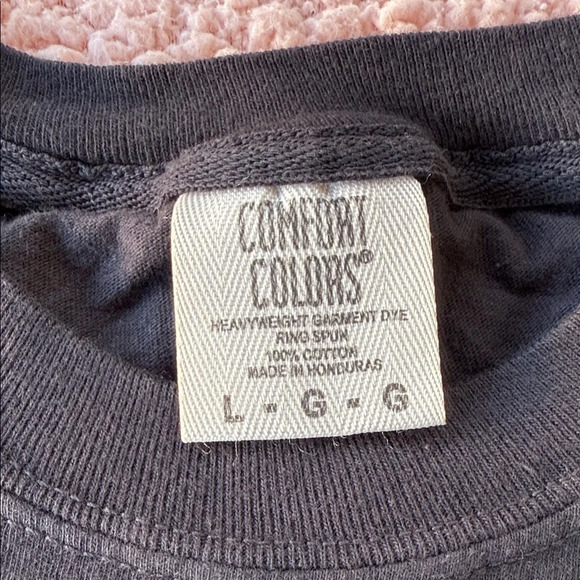 COMFORT
COLORS®
HEAVYWEIGHT GARMENT DYE
RING SPUN
100% COTTON
MADE IN HONDURAS
L - G - G